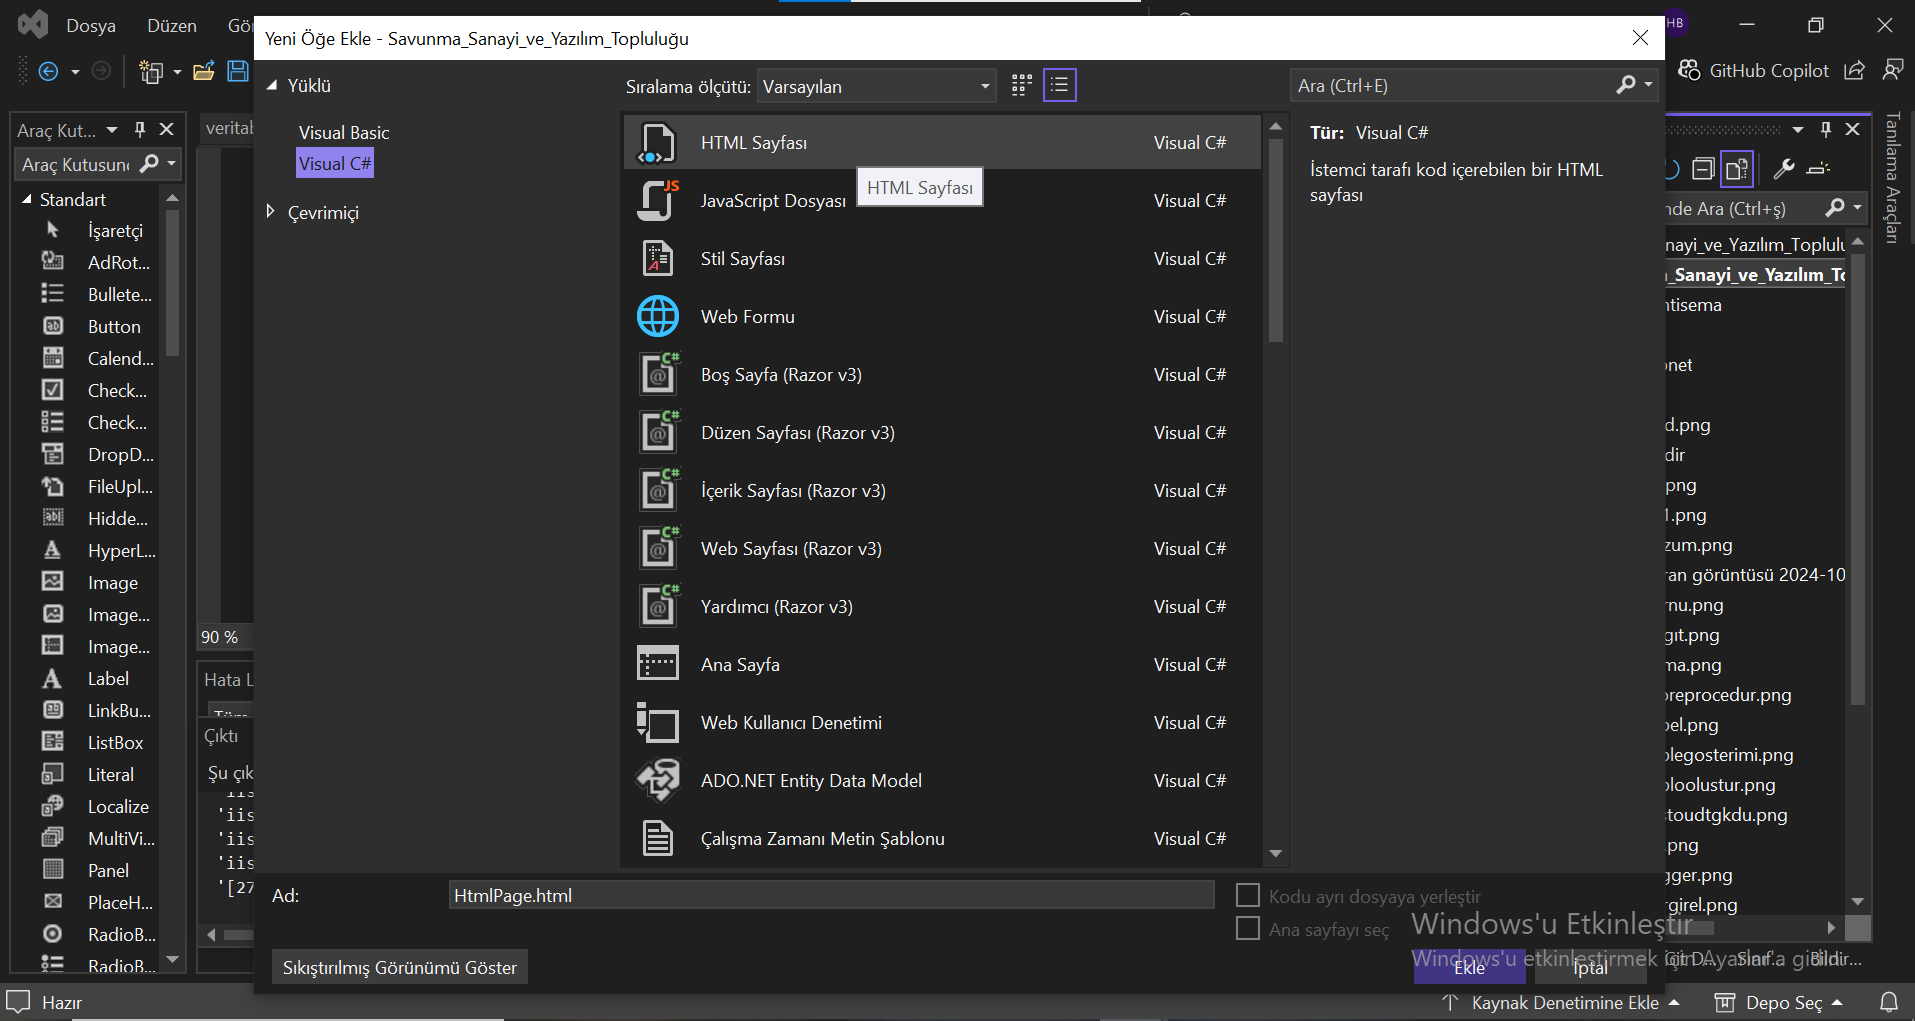 Dosya Düzen
HB
GitHub Copilot
Yeni Öğe Ekle - Savunma_Sanayi_ve_Yazılım_Topluluğu
Yüklü
Visual Basic
Visual C#
Çevrimiçi
Sıralama ölçütü: Varsayılan
Ara (Ctrl+E)
HTML Sayfası Visual C#
HTML Sayfası
JavaScript Dosyası Visual C#
Stil Sayfası Visual C#
Web Formu Visual C#
Boş Sayfa (Razor v3) Visual C#
Düzen Sayfası (Razor v3) Visual C#
İçerik Sayfası (Razor v3) Visual C#
Web Sayfası (Razor v3) Visual C#
Yardımcı (Razor v3) Visual C#
Ana Sayfa Visual C#
Web Kullanıcı Denetimi Visual C#
ADO.NET Entity Data Model Visual C#
Çalışma Zamanı Metin Şablonu Visual C#
Tür: Visual C#
İstemci tarafı kod içerebilen bir HTML
sayfası
Ad: HtmlPage.html
Kodu ayrı dosyaya yerleştir
Ana sayfayı seç
Sıkıştırılmış Görünümü Göster
Ekle
İptal
Araç Kut...
Araç Kutusun
Standart
İşaretçi
AdRot...
Bullete...
Button
Calend...
Check...
Check...
DropD...
FileUpl...
Hidde...
HyperL...
Image
Image...
Image...
Label
LinkBu...
ListBox
Literal
Localize
MultiVi...
Panel
PlaceH...
RadioB...
RadioB...
veritab
90 %
Hata L
Çıktı
Şu çık
'iis
'iis
'iis
'[27
Tanılama Araçları
nde Ara (Ctrl+ş)
nayi_ve_Yazılım_Toplulu
_Sanayi_ve_Yazılım_To
ntisema
net
d.png
dir
.png
1.png
zum.png
ran görüntüsü 2024-10
rnu.png
gıt.png
ma.png
oreprocedur.png
bel.png
blegosterimi.png
bloolustur.png
stoudtgkdu.png
.png
gger.png
rgirel.png
Windows'u Etkinleştir
Windows'u etkinleştirmek için Ayarlar'a gidin.
Git D... Sınıf... Bildir...
Hazır
Kaynak Denetimine Ekle
Depo Seç